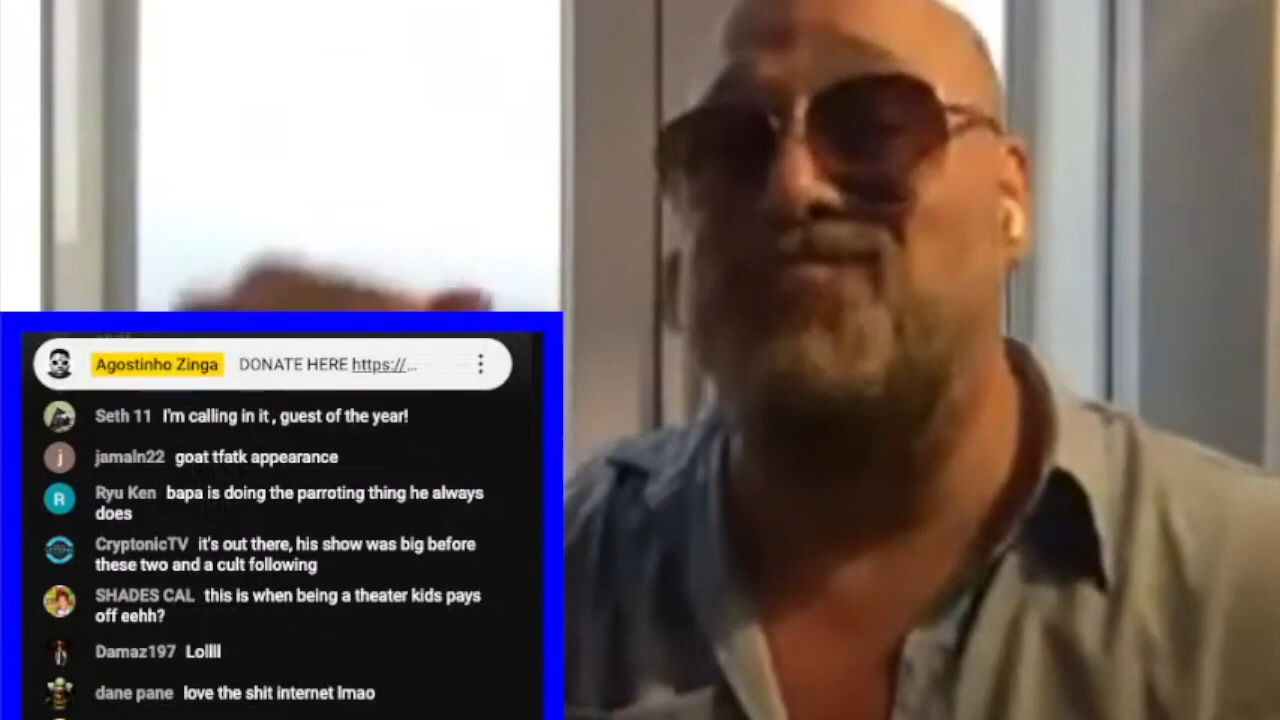 Agostinho Zinga DONATE HERE https://...
Seth 11 I'm calling in it , guest of the year!
jamaln22 goat tfatk appearance
Ryu Ken bapa is doing the parroting thing he always
does
CryptonicTV it's out there, his show was big before
these two and a cult following
SHADES CAL this is when being a theater kids pays
off eehh?
Damaz197 Lollll
dane pane love the shit internet lmao